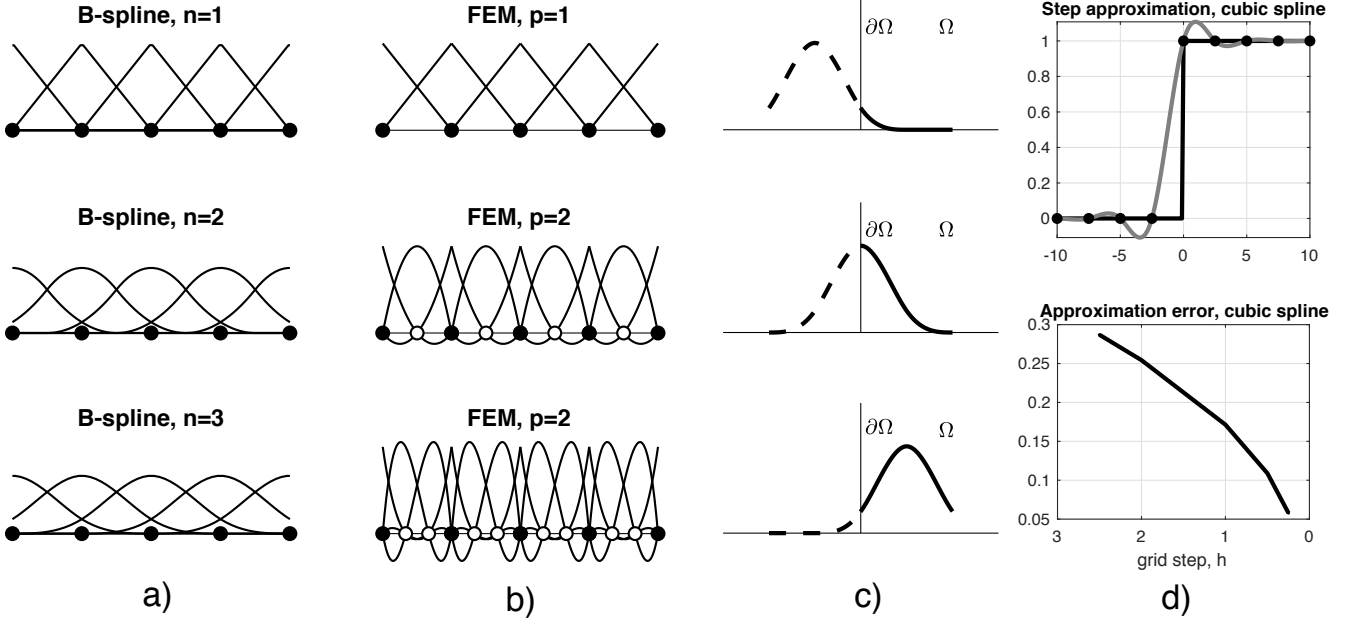 B-spline, n=1
B-spline, n=2
B-spline, n=3
a)
FEM, p=1
FEM, p=2
FEM, p=2
b)
∂Ω Ω
∂Ω Ω
∂Ω Ω
c)
Step approximation, cubic spline
1
0.8
0.6
0.4
0.2
0
-10 -5 0 5 10
Approximation error, cubic spline
0.3
0.25
0.2
0.15
0.1
0.05
3 2 1 0
grid step, h
d)